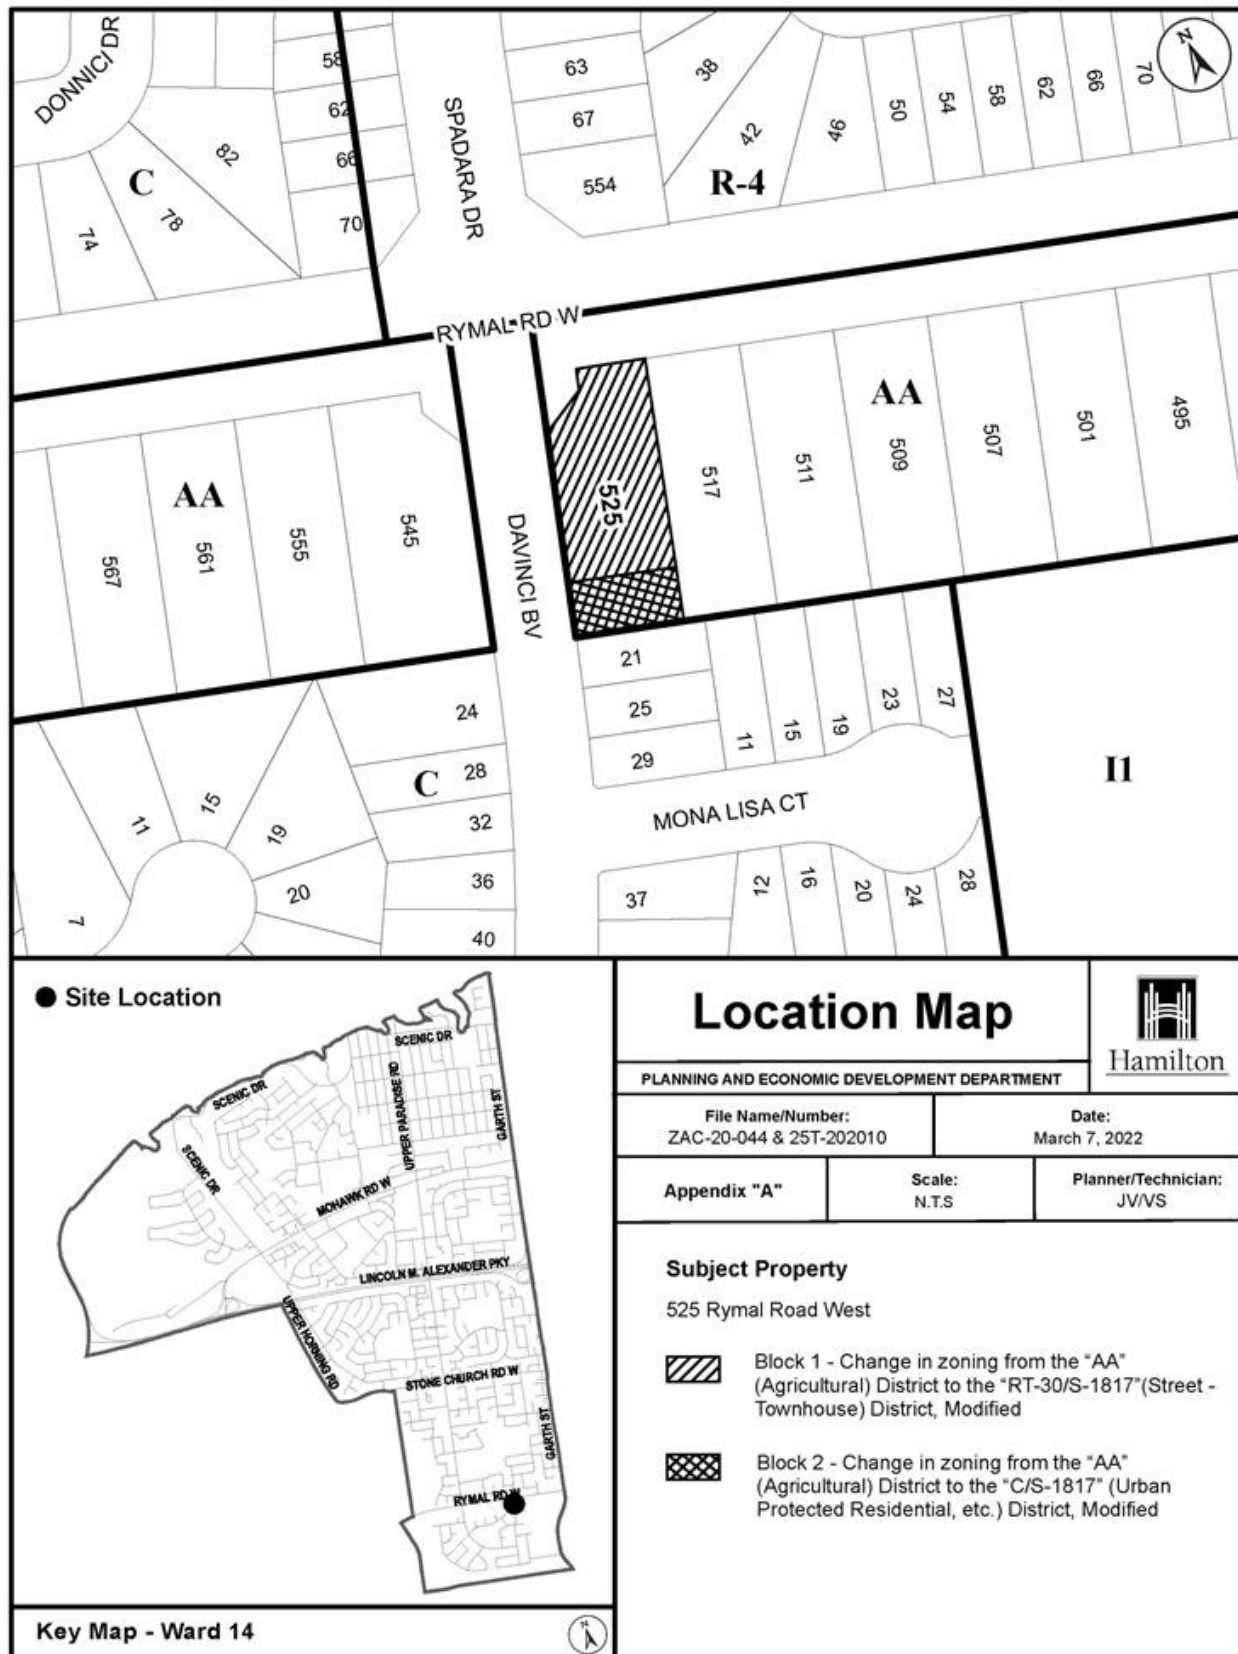 DONNICI DR
58
62
66
70
82
C
78
74
SPADARA DR
63
67
554
38
42
46
R-4
50
54
58
62
66
70
N
RYMAL RD W
AA
567
561
555
545
DAVINCI BV
525
517
511
AA
509
507
501
495
21
25
29
11
15
19
23
27
I1
MONA LISA CT
24
C
28
32
36
40
11
15
19
20
7
37
12
16
20
24
28
Site Location
SCENIC DR
SCENIC DR
SCENIC DR
UPPER PARADISE RD
GARTH ST
MOHAWK RD W
LINCOLN M. ALEXANDER PKY
UPPER HORNING RD
STONE CHURCH RD W
GARTH ST
RYMAL RD W
Key Map - Ward 14
N
Location Map
Hamilton
PLANNING AND ECONOMIC DEVELOPMENT DEPARTMENT
File Name/Number:
ZAC-20-044 & 25T-202010
Date:
March 7, 2022
Appendix "A"
Scale:
N.T.S
Planner/Technician:
JV/VS
Subject Property
525 Rymal Road West
Block 1 - Change in zoning from the “AA”
(Agricultural) District to the “RT-30/S-1817”(Street -
Townhouse) District, Modified
Block 2 - Change in zoning from the “AA”
(Agricultural) District to the “C/S-1817” (Urban
Protected Residential, etc.) District, Modified